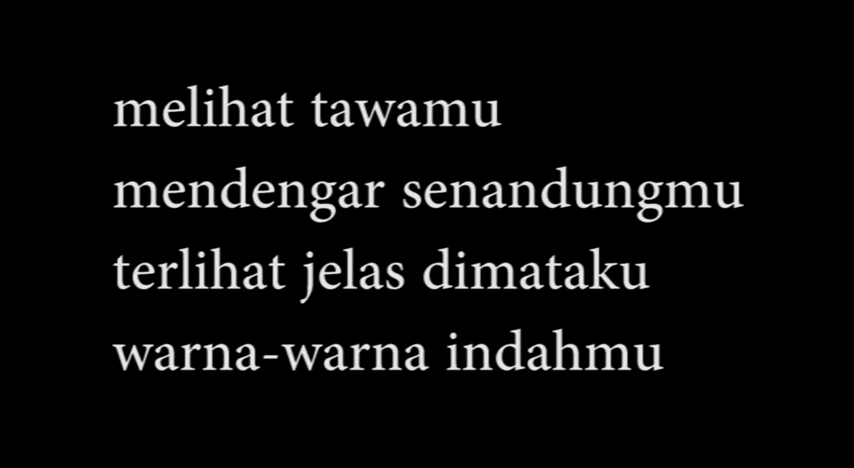 melihat tawamu
mendengar senandungmu
terlihat jelas dimataku
warna-warna indahmu